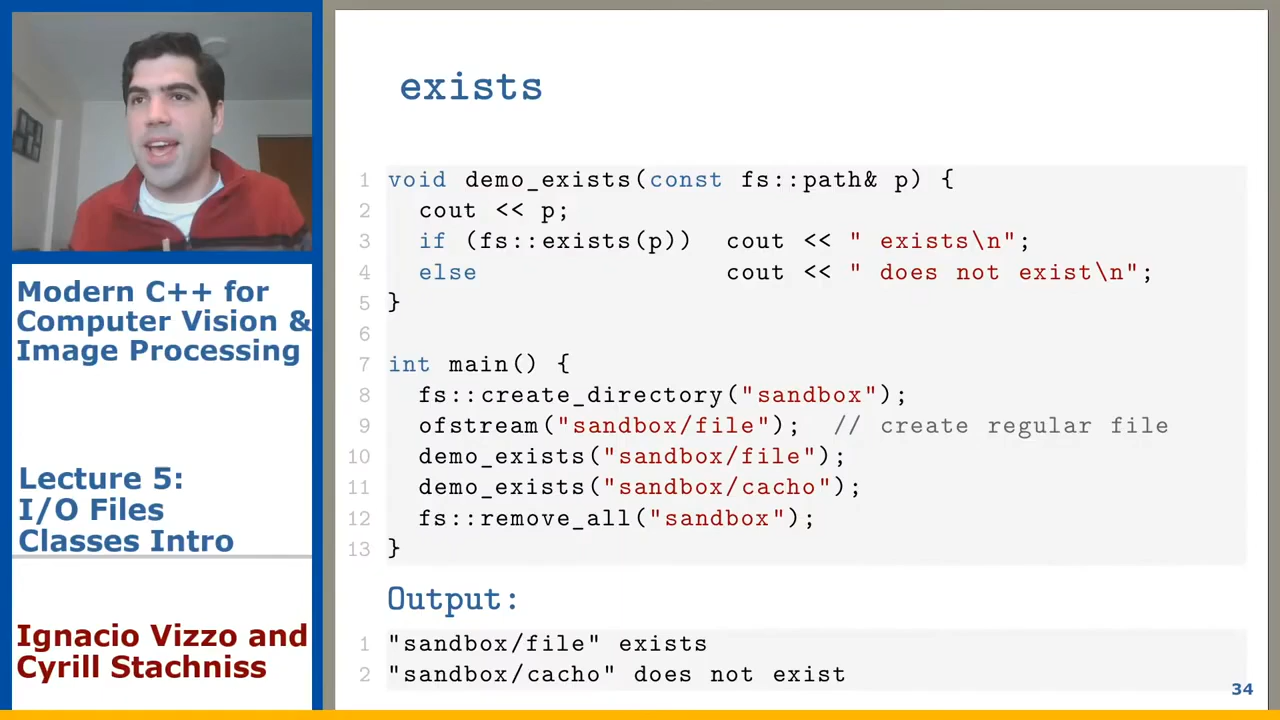 Modern C++ for
Computer Vision &
Image Processing
Lecture 5:
I/O Files
Classes Intro
Ignacio Vizzo and
Cyrill Stachniss
exists
1 void demo_exists(const fs::path& p) {
2   cout << p;
3   if (fs::exists(p))  cout << " exists\n";
4   else                cout << " does not exist\n";
5 }
6
7 int main() {
8   fs::create_directory("sandbox");
9   ofstream("sandbox/file");  // create regular file
10   demo_exists("sandbox/file");
11   demo_exists("sandbox/cacho");
12   fs::remove_all("sandbox");
13 }
Output:
1 "sandbox/file" exists
2 "sandbox/cacho" does not exist
34